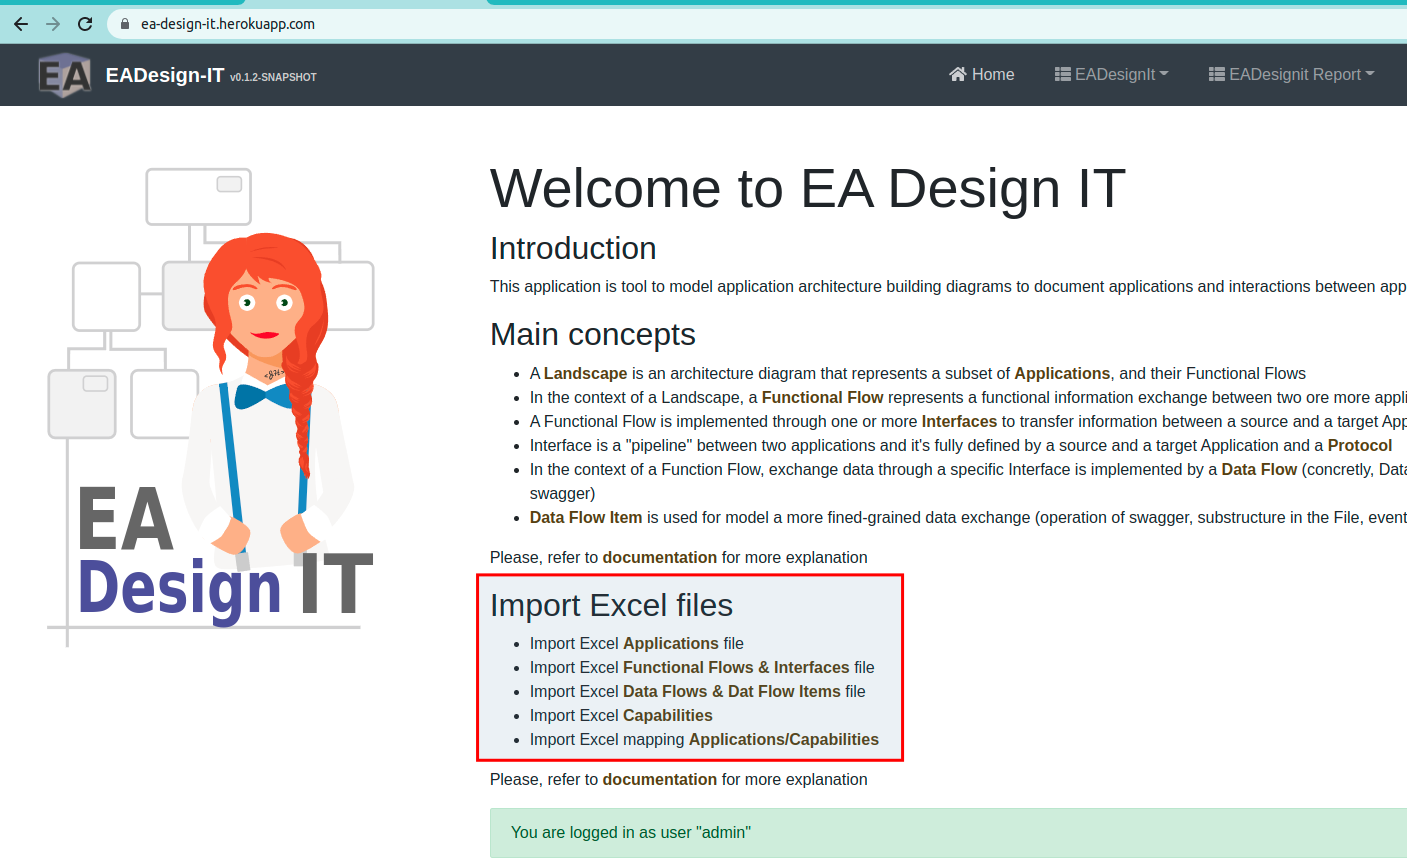 ea-design-it.herokuapp.com
EA EADesign-IT v0.1.2-SNAPSHOT Home EADesignIt EADesignit Report
Welcome to EA Design IT
Introduction
This application is tool to model application architecture building diagrams to document applications and interactions between app
Main concepts
A Landscape is an architecture diagram that represents a subset of Applications, and their Functional Flows
In the context of a Landscape, a Functional Flow represents a functional information exchange between two ore more appli
A Functional Flow is implemented through one or more Interfaces to transfer information between a source and a target App
Interface is a "pipeline" between two applications and it's fully defined by a source and a target Application and a Protocol
In the context of a Function Flow, exchange data through a specific Interface is implemented by a Data Flow (concretly, Data
swagger)
Data Flow Item is used for model a more fined-grained data exchange (operation of swagger, substructure in the File, event
Please, refer to documentation for more explanation
EA
Design IT
Import Excel files
Import Excel Applications file
Import Excel Functional Flows & Interfaces file
Import Excel Data Flows & Dat Flow Items file
Import Excel Capabilities
Import Excel mapping Applications/Capabilities
Please, refer to documentation for more explanation
You are logged in as user "admin"